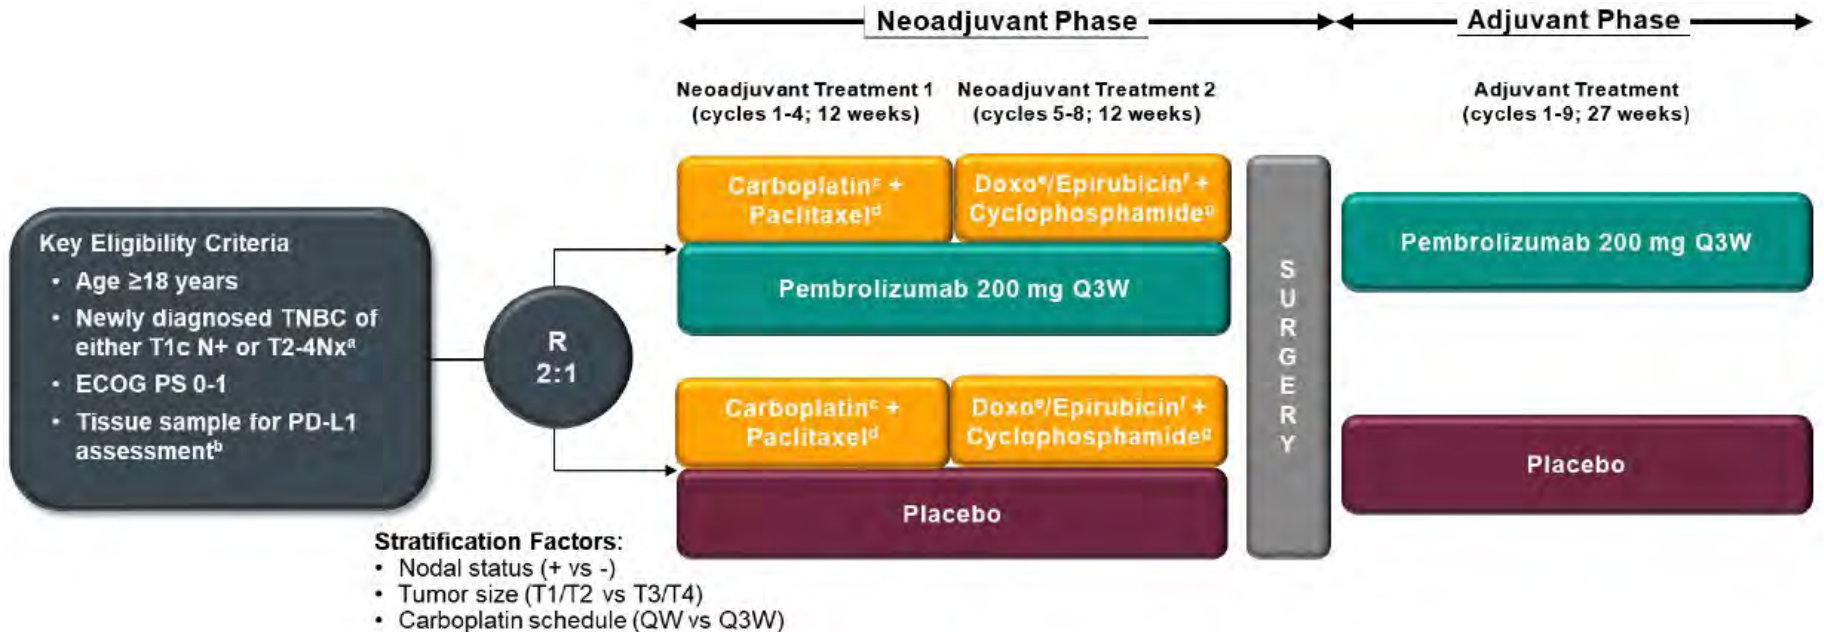 Neoadjuvant Phase
Adjuvant Phase
Neoadjuvant Treatment 1
(cycles 1-4; 12 weeks)
Neoadjuvant Treatment 2
(cycles 5-8; 12 weeks)
Adjuvant Treatment
(cycles 1-9; 27 weeks)
Key Eligibility Criteria
• Age ≥18 years
• Newly diagnosed TNBC of
either T1c N+ or T2-4Nxᵃ
• ECOG PS 0-1
• Tissue sample for PD-L1
assessmentᵇ
R
2:1
Carboplatinᶜ +
Paclitaxelᵈ
Doxoᵉ/Epirubicinᶠ +
Cyclophosphamideᵍ
Pembrolizumab 200 mg Q3W
Carboplatinᶜ +
Paclitaxelᵈ
Doxoᵉ/Epirubicinᶠ +
Cyclophosphamideᵍ
Placebo
SURGERY
Pembrolizumab 200 mg Q3W
Placebo
Stratification Factors:
• Nodal status (+ vs -)
• Tumor size (T1/T2 vs T3/T4)
• Carboplatin schedule (QW vs Q3W)